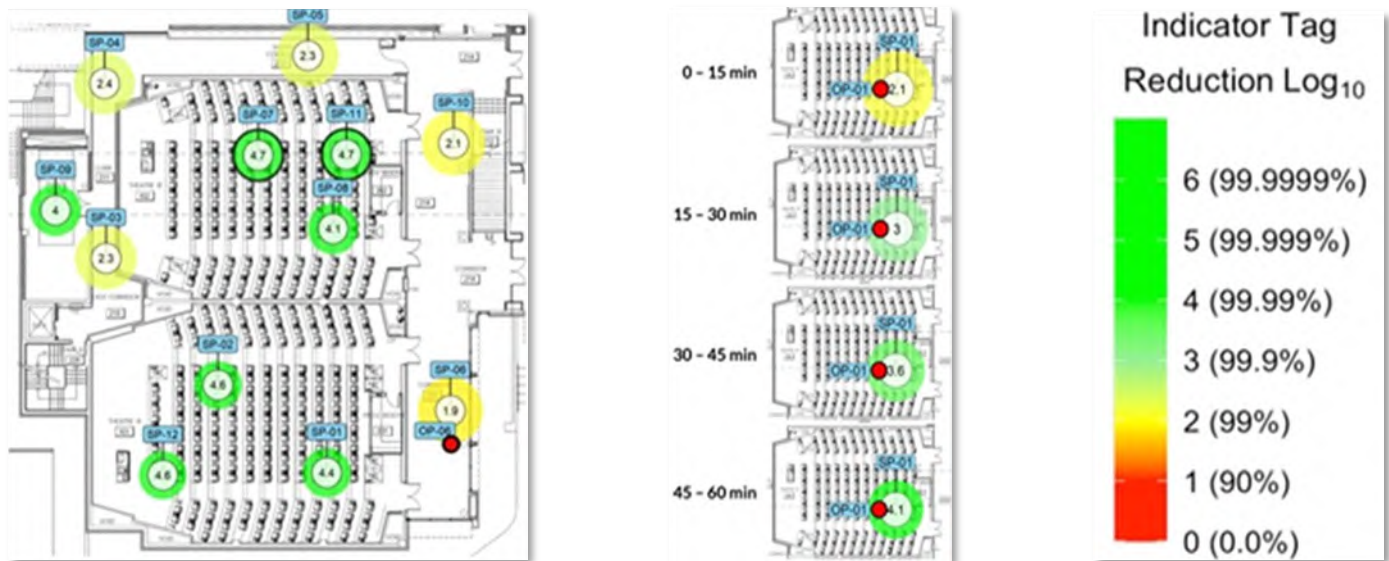 SP-05
SP-04
2.3
2.4
SP-10
SP-07
SP-11
2.1
4.7
4.7
SP-09
SP-08
4
4.1
SP-03
2.3
SP-02
SP-06
4.6
1.9
OP-06
SP-12
SP-01
4.6
4.4
SP-01
0 - 15 min
OP-01
2.1
SP-01
15 - 30 min
OP-01
3
SP-01
30 - 45 min
OP-01
3.6
SP-01
45 - 60 min
OP-01
4.1
Indicator Tag
Reduction Log₁₀
6 (99.9999%)
5 (99.999%)
4 (99.99%)
3 (99.9%)
2 (99%)
1 (90%)
0 (0.0%)